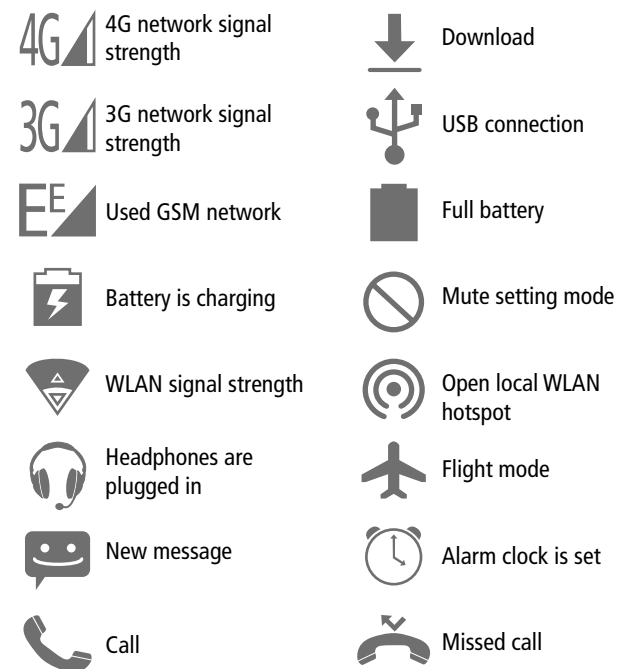 4G
4G network signal
strength
3G
3G network signal
strength
EE
Used GSM network
Battery is charging
WLAN signal strength
Headphones are
plugged in
New message
Call
Download
USB connection
Full battery
Mute setting mode
Open local WLAN
hotspot
Flight mode
Alarm clock is set
Missed call